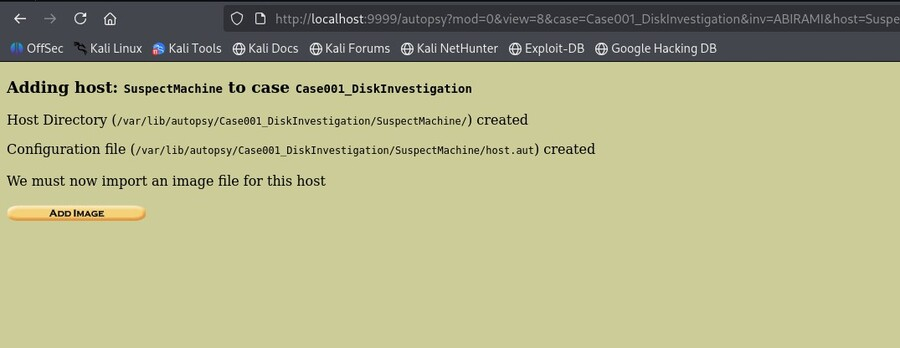 http://localhost:9999/autopsy?mod=0&view=8&case=Case001_DiskInvestigation&inv=ABIRAMI&host=Suspe
OffSec Kali Linux Kali Tools Kali Docs Kali Forums Kali NetHunter Exploit-DB Google Hacking DB
Adding host: SuspectMachine to case Case001_DiskInvestigation
Host Directory (/var/lib/autopsy/Case001_DiskInvestigation/SuspectMachine/) created
Configuration file (/var/lib/autopsy/Case001_DiskInvestigation/SuspectMachine/host.aut) created
We must now import an image file for this host
ADD IMAGE